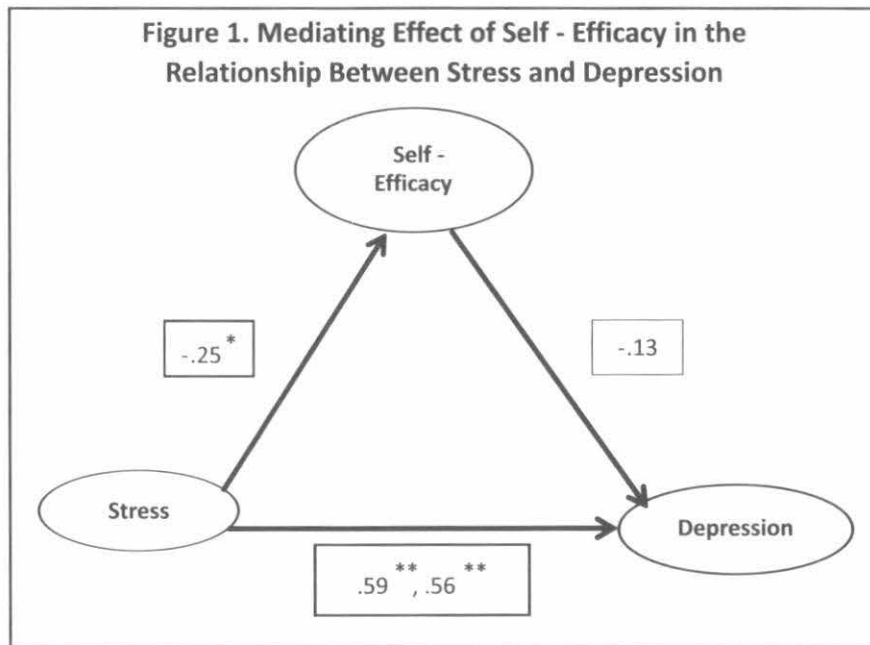 Figure 1. Mediating Effect of Self - Efficacy in the
Relationship Between Stress and Depression
Self -
Efficacy
-.25 *
-.13
Stress
Depression
.59 **, .56 **